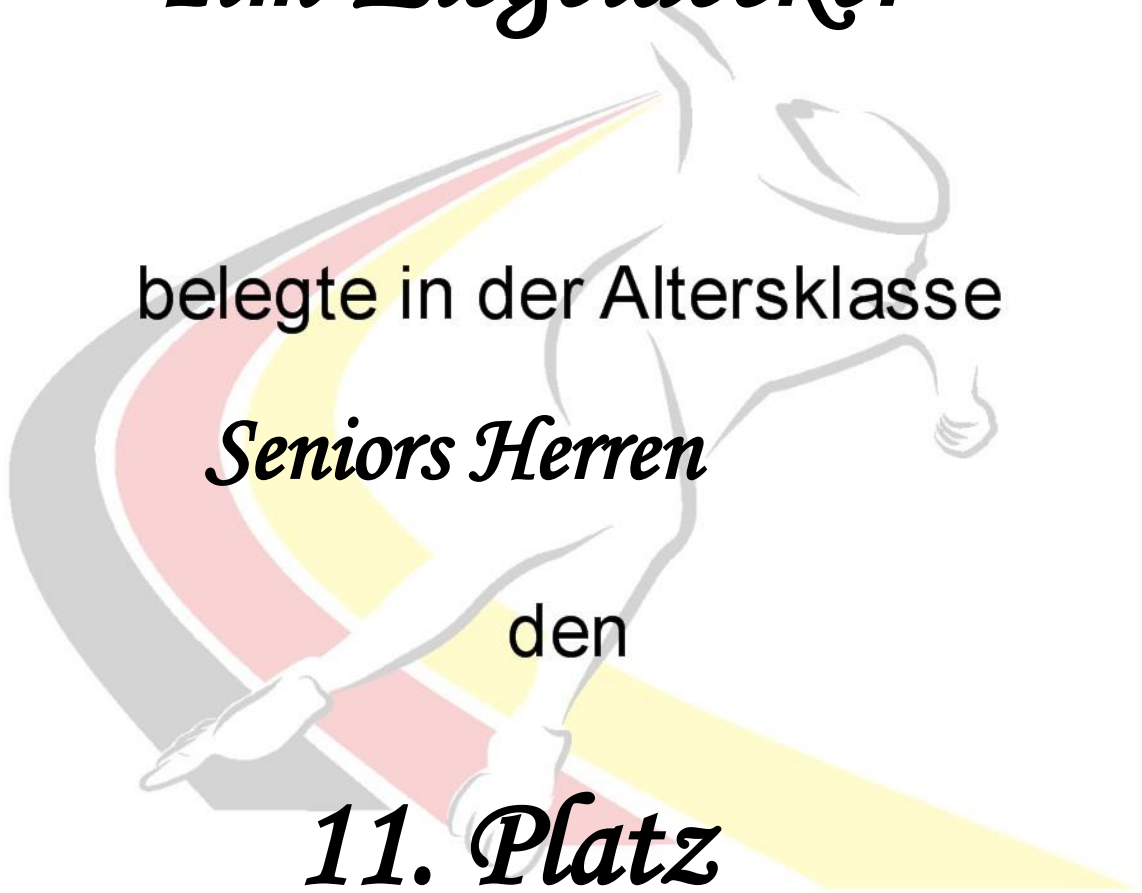 belegte in der Altersklasse
Seniors Herren
den
11. Platz